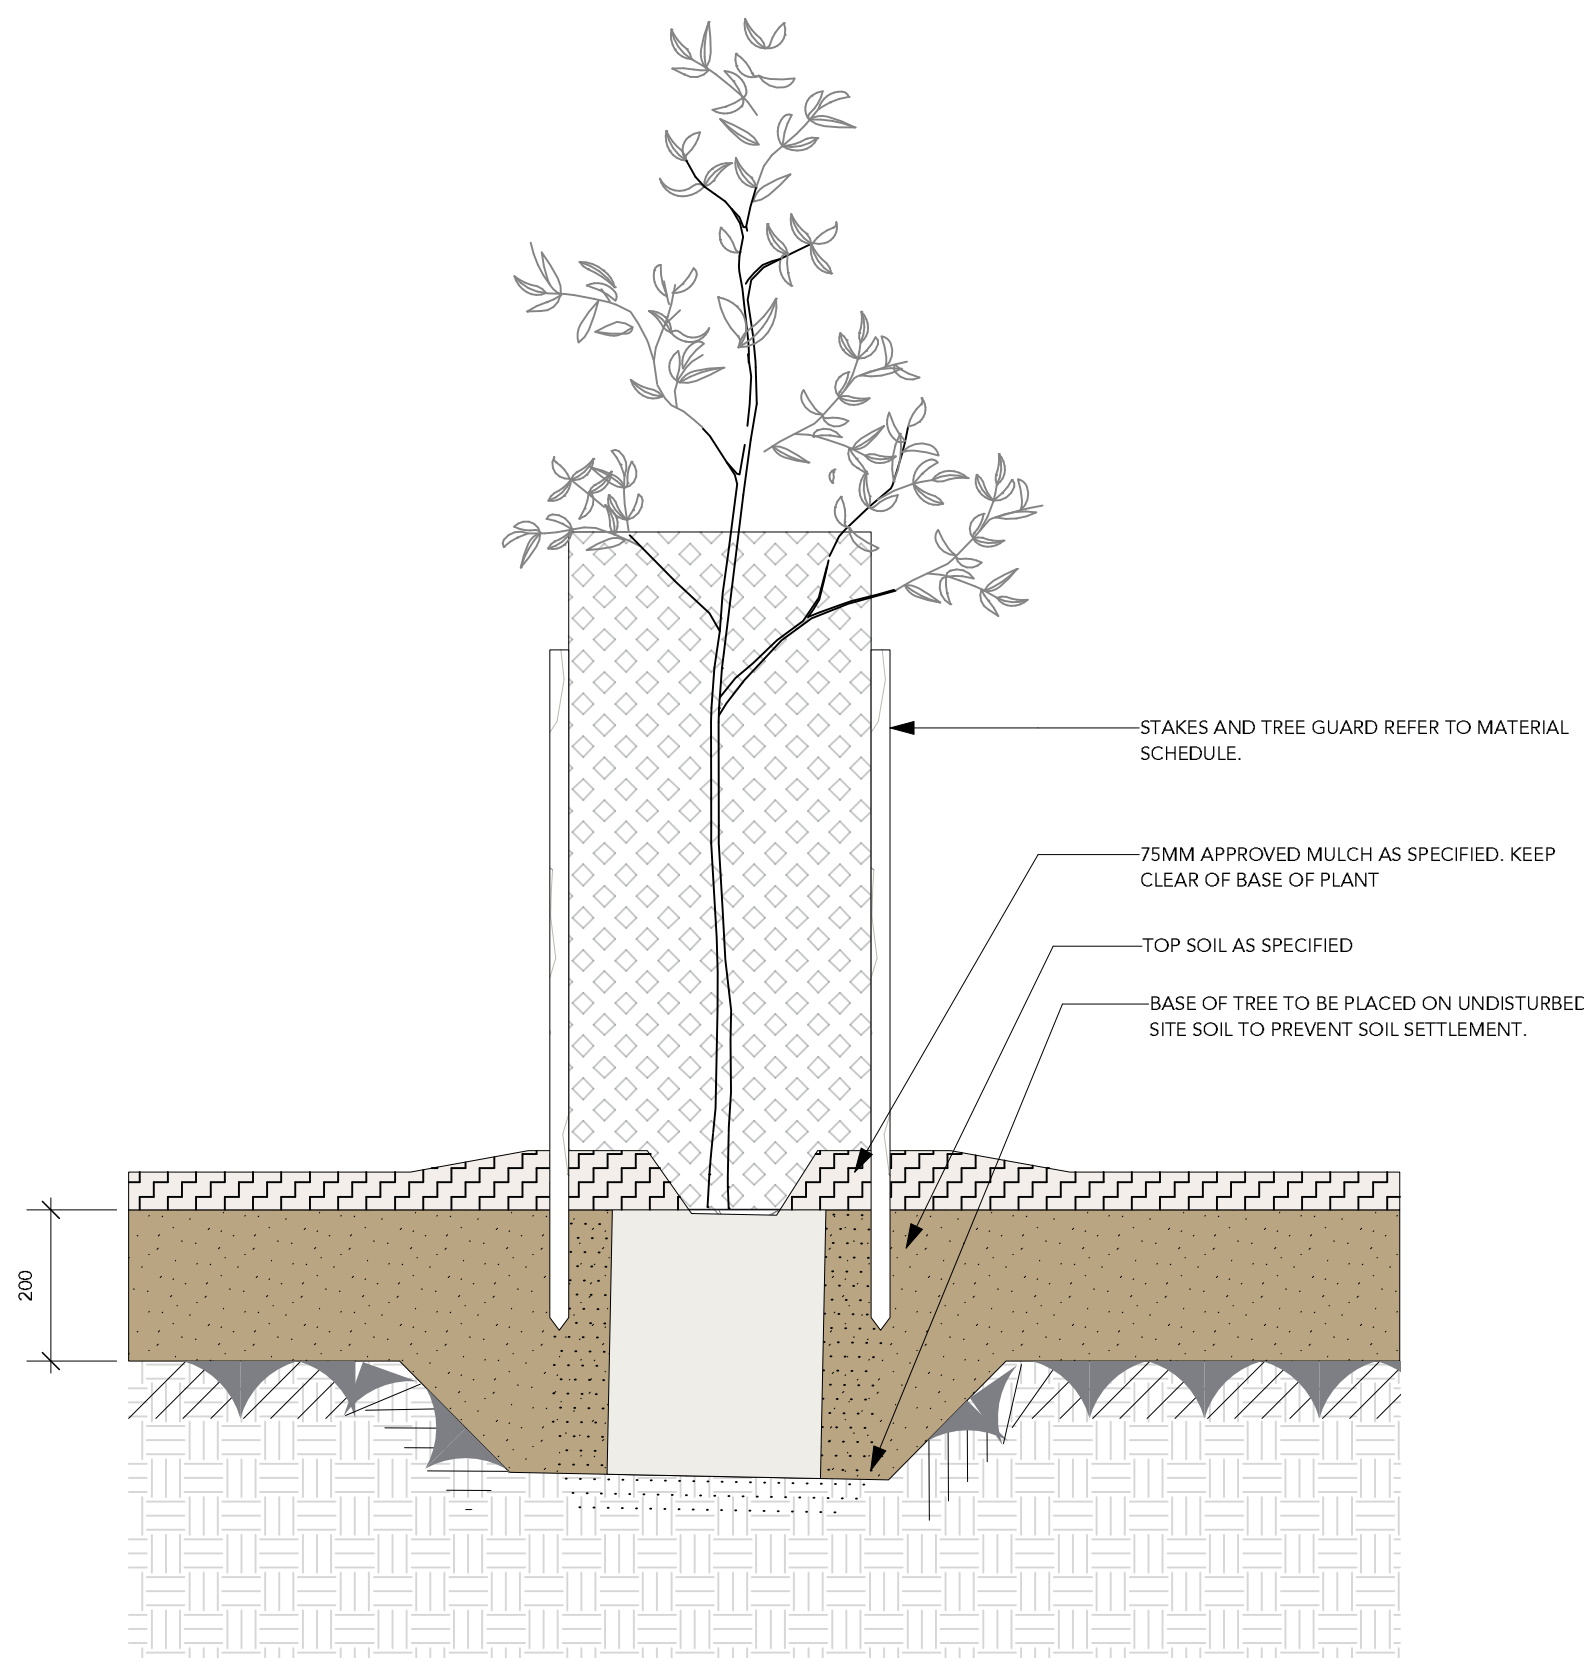 STAKES AND TREE GUARD REFER TO MATERIAL
SCHEDULE.
75MM APPROVED MULCH AS SPECIFIED. KEEP
CLEAR OF BASE OF PLANT
TOP SOIL AS SPECIFIED
BASE OF TREE TO BE PLACED ON UNDISTURBED
SITE SOIL TO PREVENT SOIL SETTLEMENT.
200